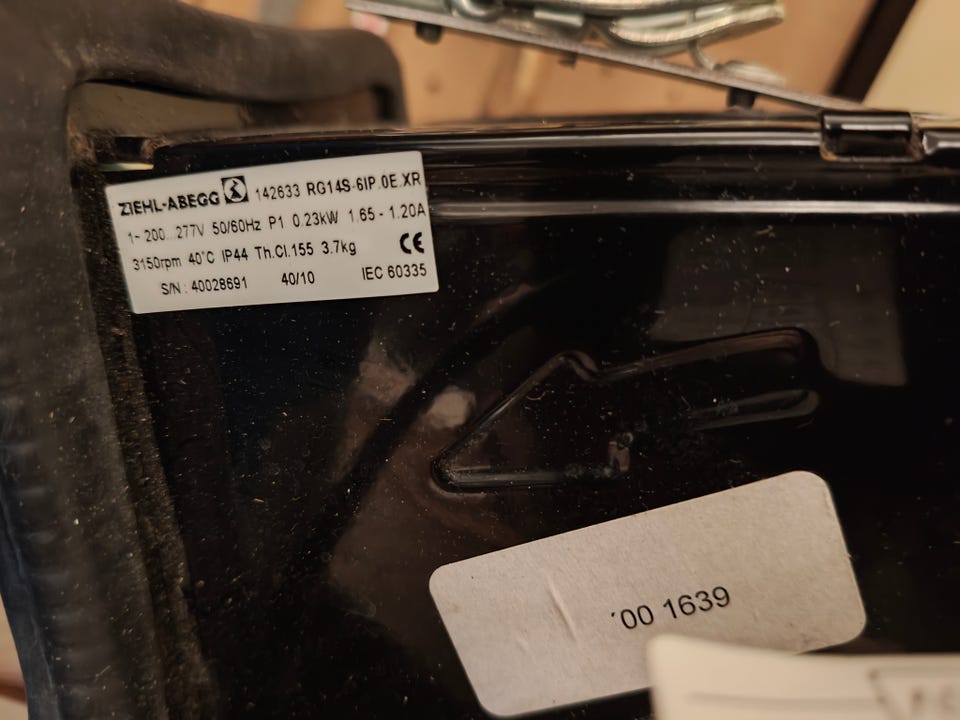 ZIEHL-ABEGG 142633 RG14S-6IP.0E.XR
1~ 200...277V 50/60Hz P1 0.23kW 1.65 - 1.20A
3150rpm 40°C IP44 Th.Cl.155 3.7kg CE
S/N : 40028691 40/10 IEC 60335
00 1639